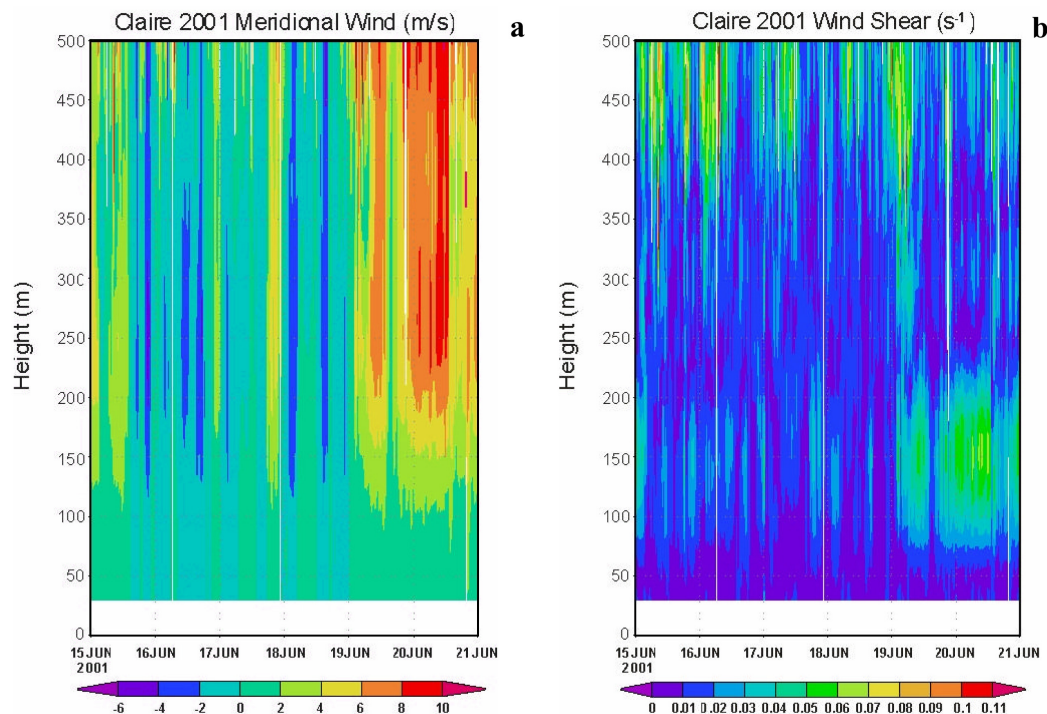 Claire 2001 Meridional Wind (m/s)
a
500
450
400
350
300
250
200
150
100
50
0
Height (m)
15JUN 16JUN 17JUN 18JUN 19JUN 20JUN 21JUN
2001
-6 -4 -2 0 2 4 6 8 10
Claire 2001 Wind Shear (s⁻¹)
b
500
450
400
350
300
250
200
150
100
50
0
Height (m)
15JUN 16JUN 17JUN 18JUN 19JUN 20JUN 21JUN
2001
0 0.01 0.02 0.03 0.04 0.05 0.06 0.07 0.08 0.09 0.1 0.11